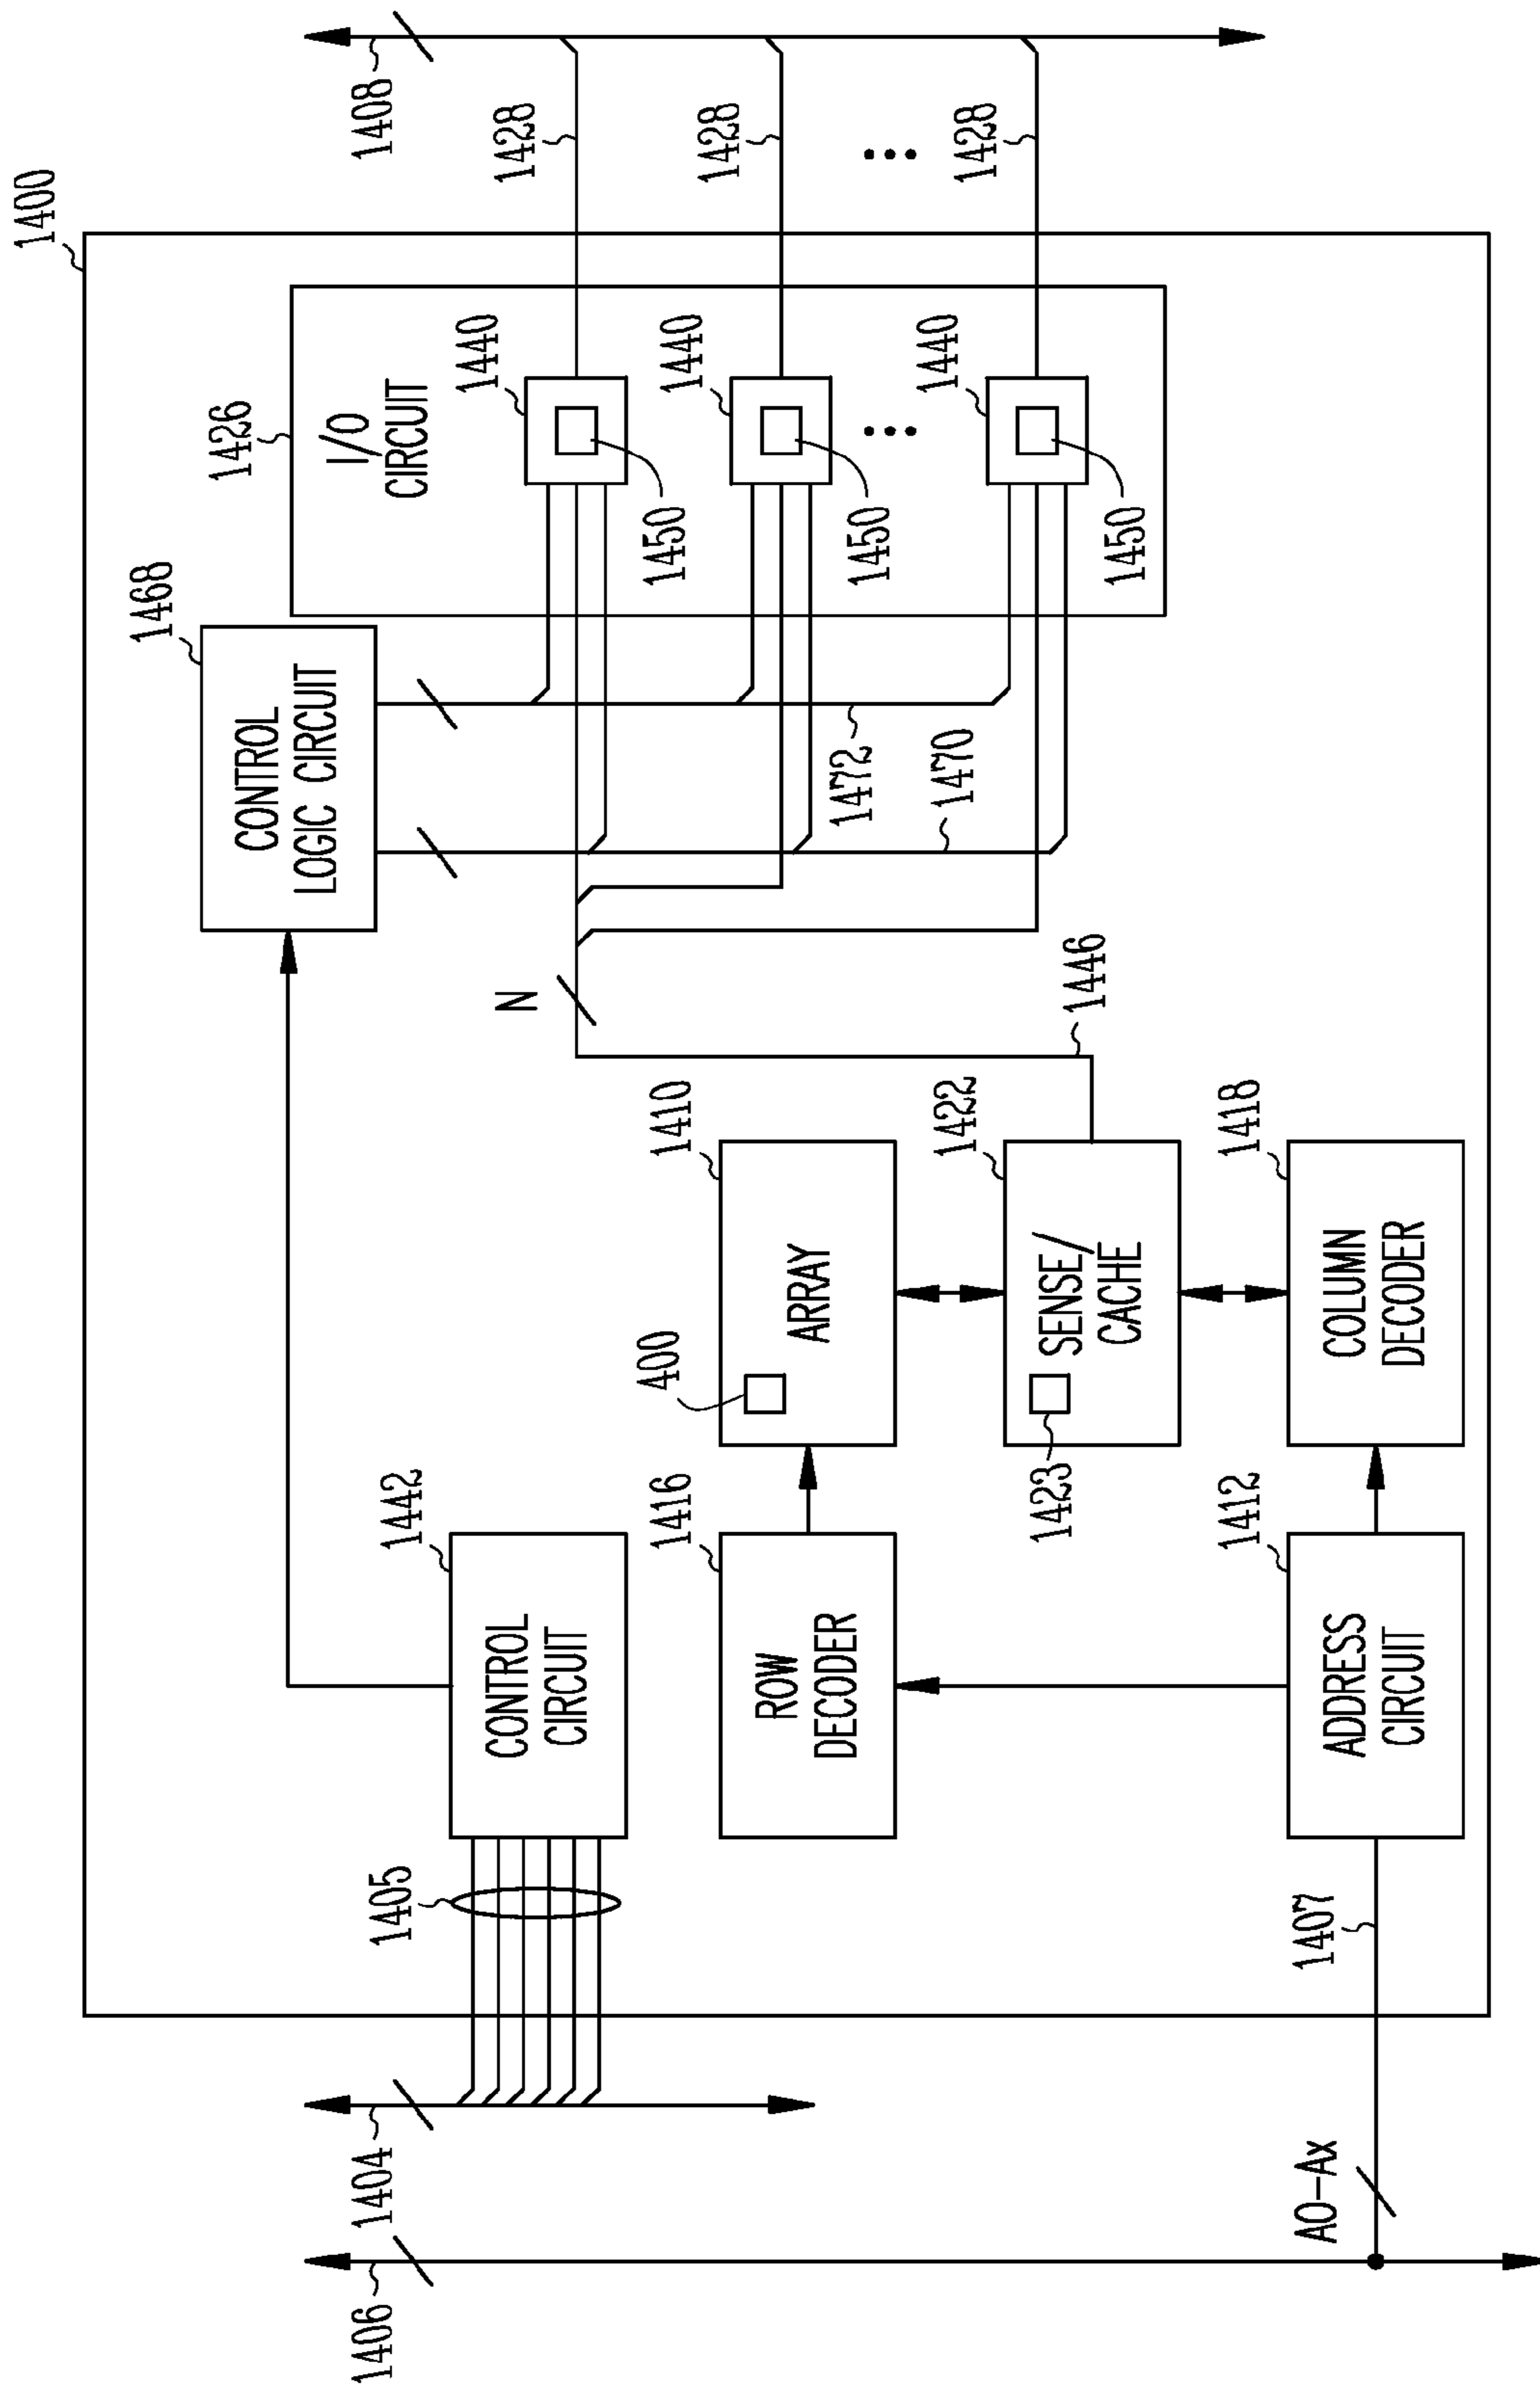 1400
1408
1428
1428
1428
1468
CONTROL
LOGIC CIRCUIT
1426
I/O
CIRCUIT
1440
1450
1440
1450
1440
1450
1472
1470
N
1446
1442
CONTROL
CIRCUIT
1405
1404
1406
1416
ROW
DECODER
1410
400
ARRAY
1422
1423
SENSE/
CACHE
1418
COLUMN
DECODER
1412
ADDRESS
CIRCUIT
1407
A0-Ax